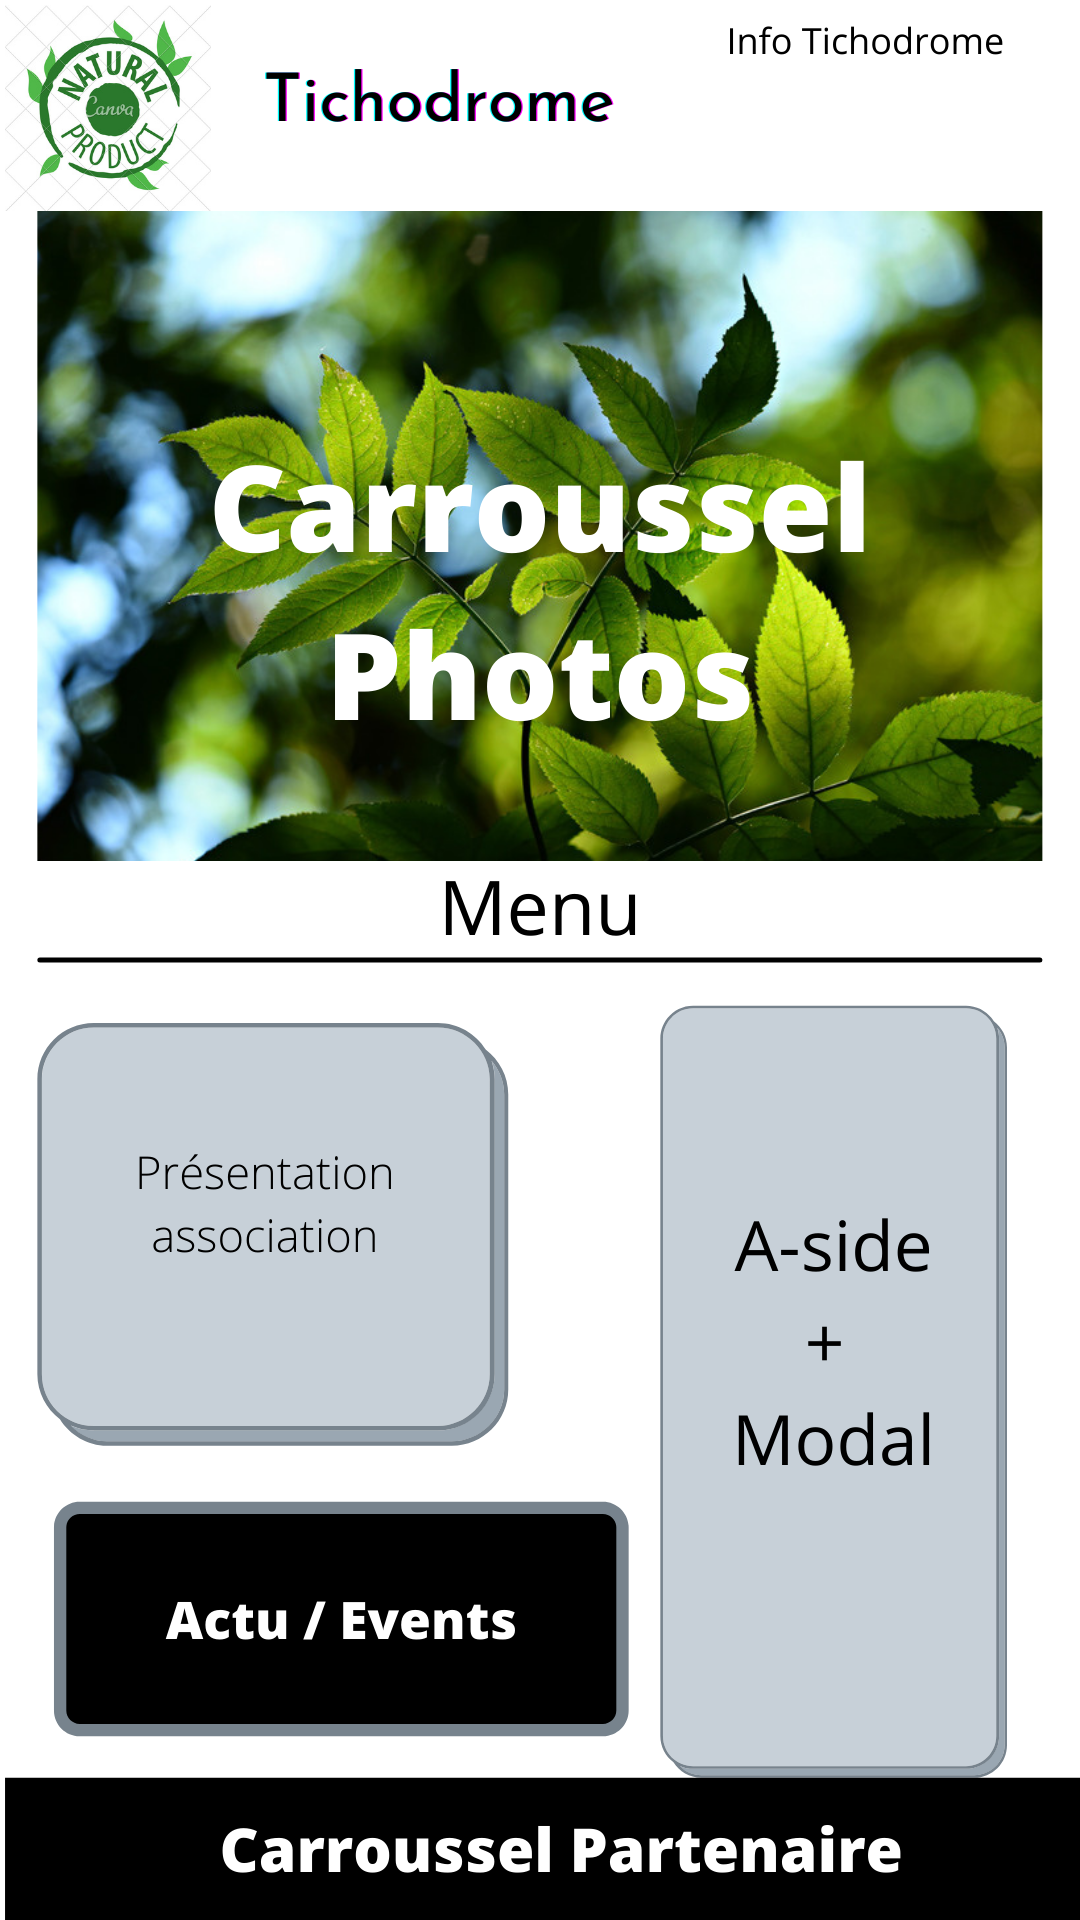 NATURAL
Canva
PRODUCT
Tichodrome
Info Tichodrome
Carroussel
Photos
Menu
Présentation
association
A-side
+
Modal
Actu / Events
Carroussel Partenaire